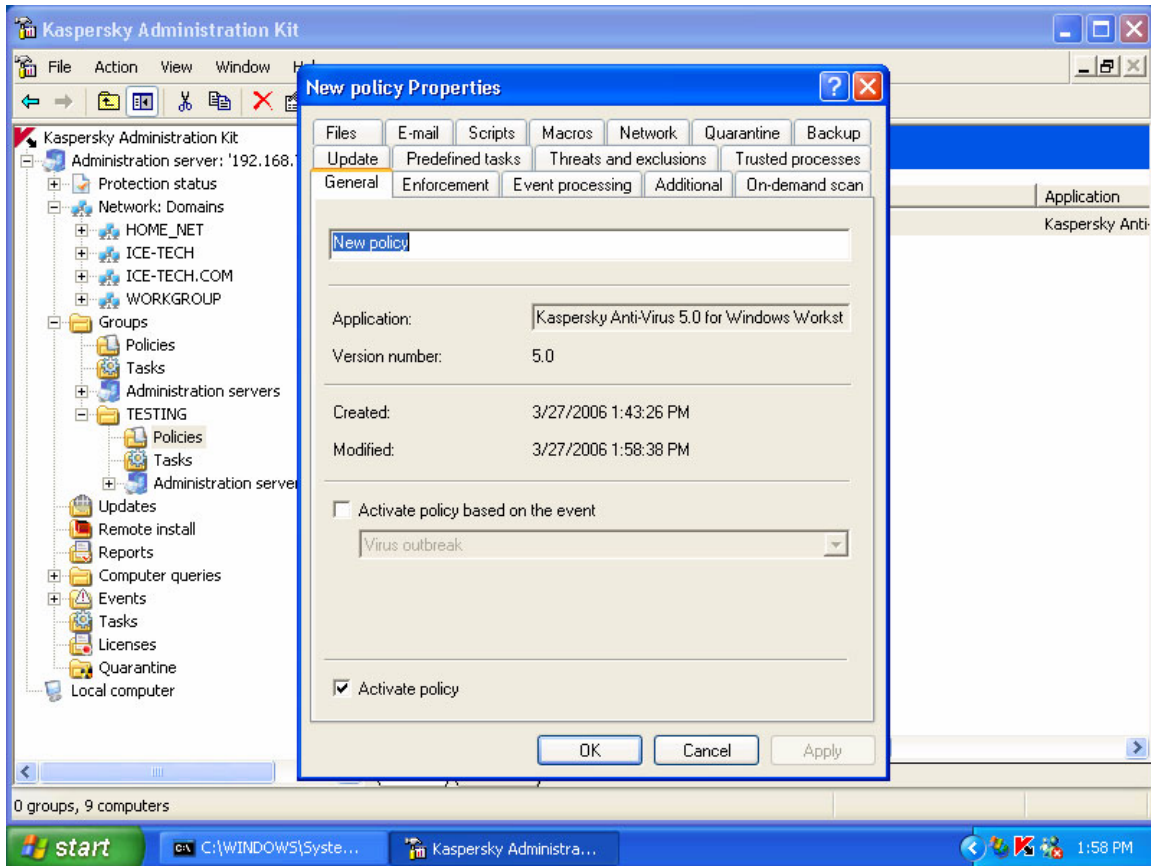 Kaspersky Administration Kit
File Action View Window
New policy Properties
Files E-mail Scripts Macros Network Quarantine Backup
Update Predefined tasks Threats and exclusions Trusted processes
General Enforcement Event processing Additional On-demand scan
New policy
Application: Kaspersky Anti-Virus 5.0 for Windows Workst
Version number: 5.0
Created: 3/27/2006 1:43:26 PM
Modified: 3/27/2006 1:58:38 PM
Activate policy based on the event
Virus outbreak
Activate policy
OK Cancel Apply
Kaspersky Administration Kit
Administration server: '192.168.
Protection status
Network: Domains
HOME_NET
ICE-TECH
ICE-TECH.COM
WORKGROUP
Groups
Policies
Tasks
Administration servers
TESTING
Policies
Tasks
Administration server
Updates
Remote install
Reports
Computer queries
Events
Tasks
Licenses
Quarantine
Local computer
Application
Kaspersky Anti-
0 groups, 9 computers
start C:\WINDOWS\Syste... Kaspersky Administra... 1:58 PM